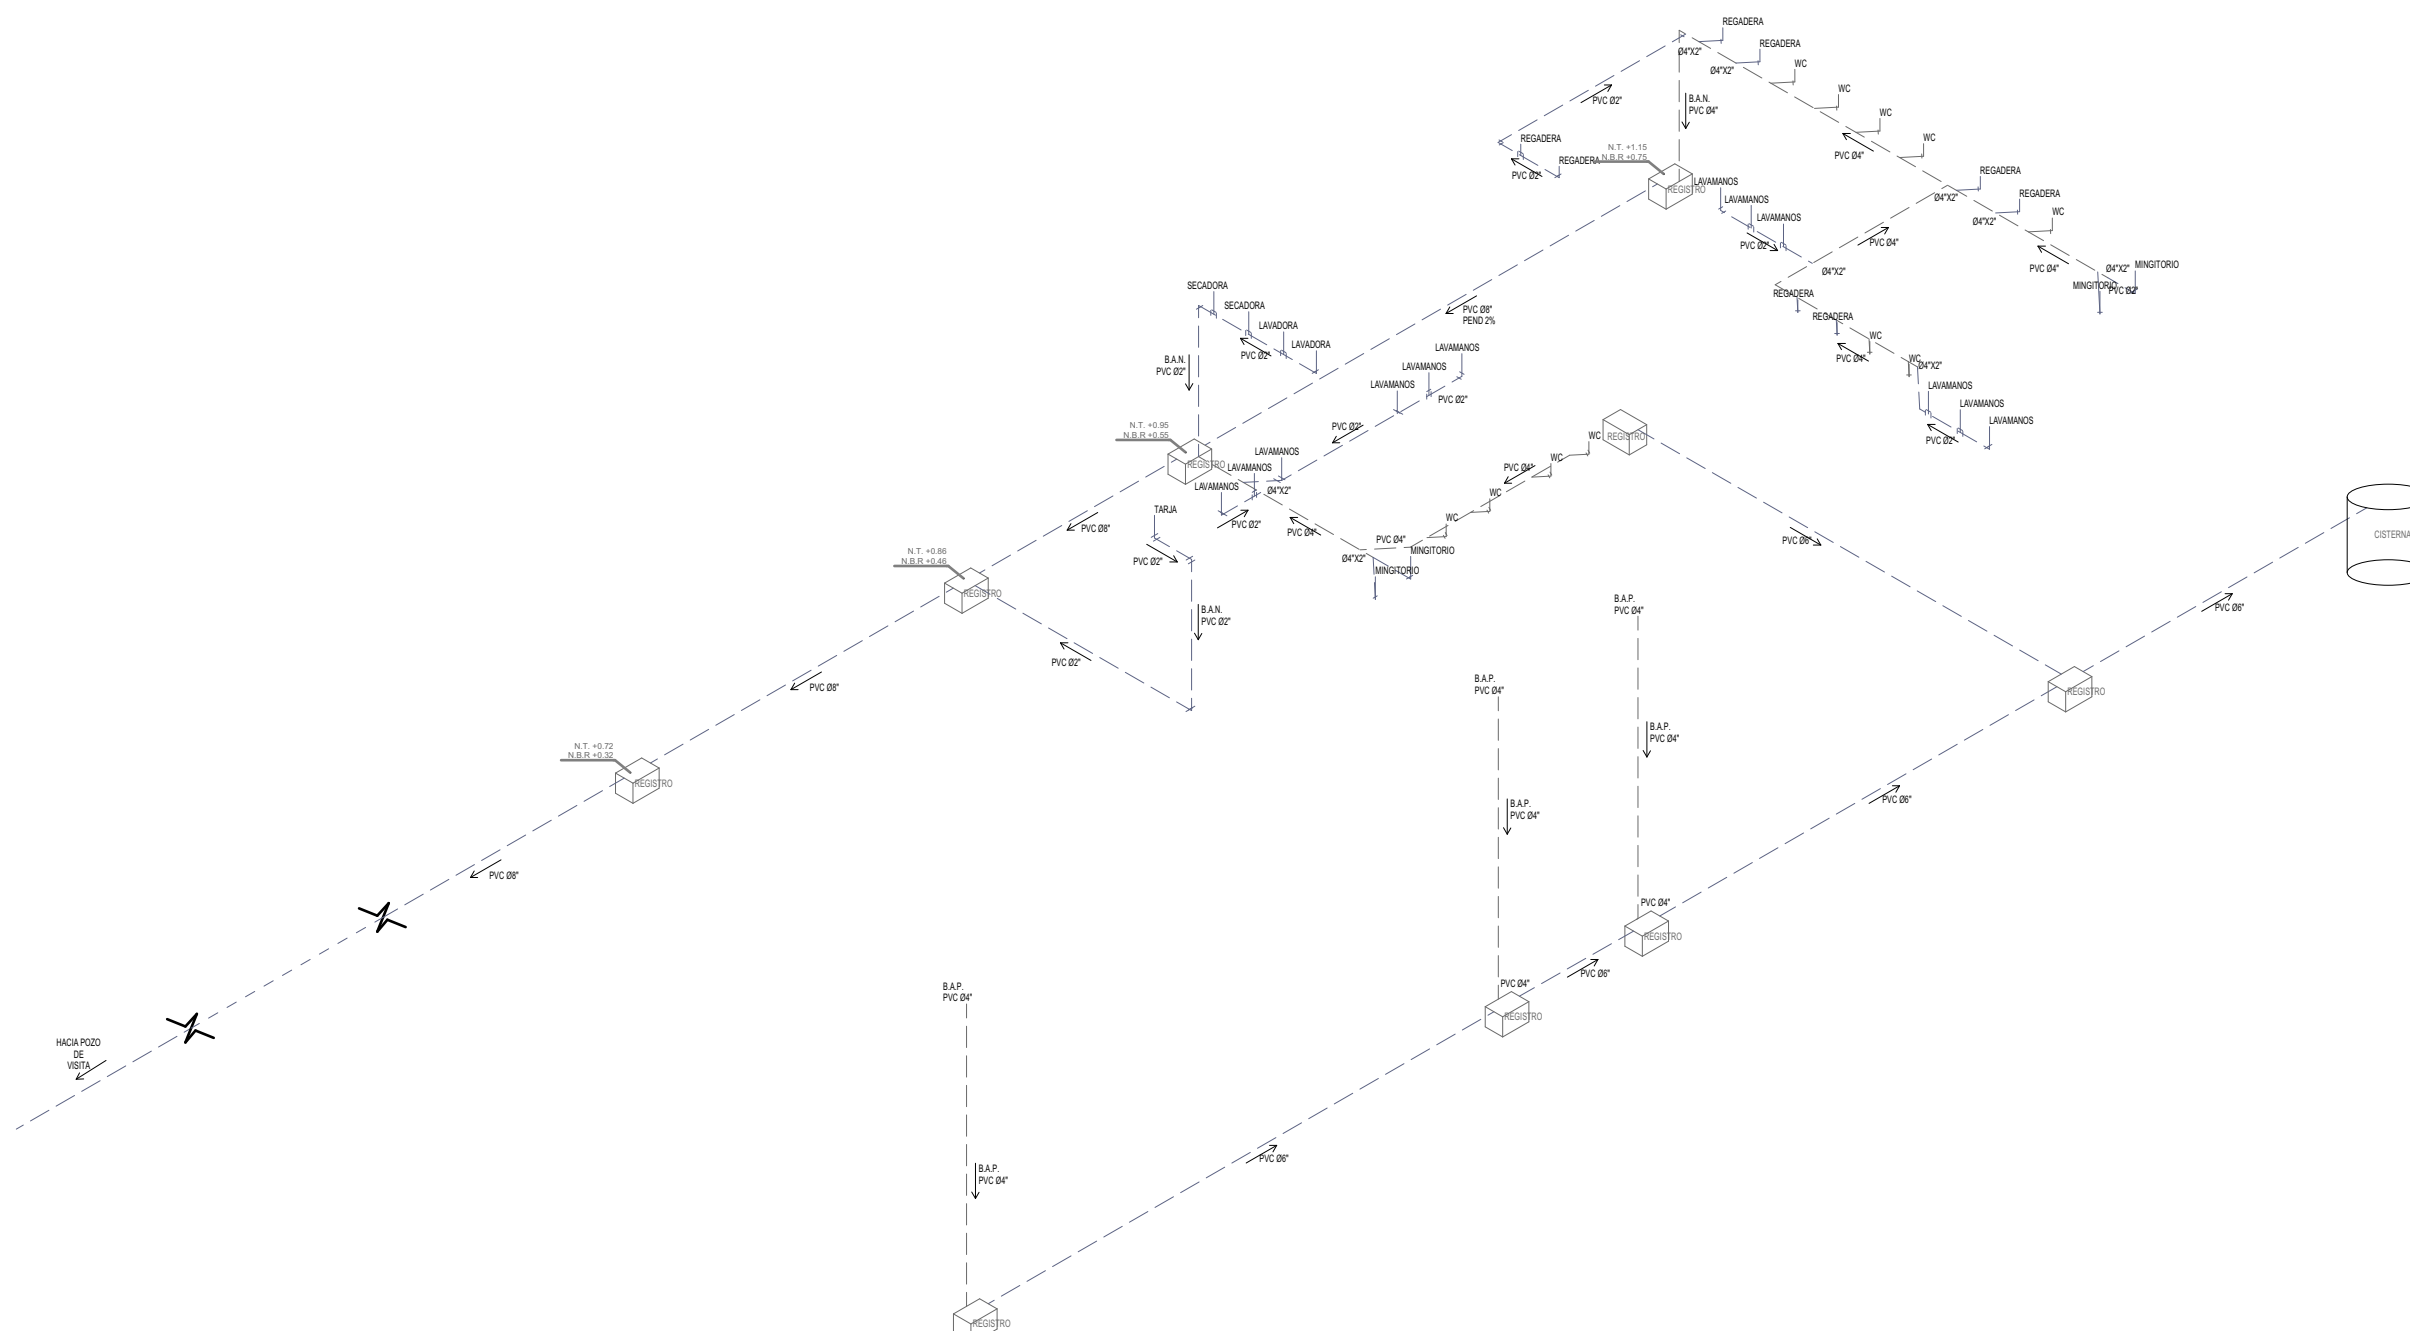 REGADERA
REGADERA
Ø4"X2"
Ø4"X2"
WC
WC
WC
WC
PVC Ø2"
B.A.N.
PVC Ø4"
PVC Ø4"
REGADERA
REGADERA
PVC Ø2"
N.T. +1.15
N.B.R +0.75
REGISTRO
LAVAMANOS
LAVAMANOS
LAVAMANOS
PVC Ø2"
PVC Ø4"
Ø4"X2"
REGADERA
REGADERA
Ø4"X2"
Ø4"X2"
WC
PVC Ø4"
Ø4"X2"
MINGITORIO
MINGITORIO
PVC Ø2"
REGADERA
REGADERA
WC
WC
PVC Ø4"
Ø4"X2"
LAVAMANOS
LAVAMANOS
LAVAMANOS
PVC Ø2"
SECADORA
SECADORA
LAVADORA
LAVADORA
PVC Ø2"
B.A.N.
PVC Ø2"
PVC Ø8"
PEND 2%
LAVAMANOS
LAVAMANOS
LAVAMANOS
PVC Ø2"
PVC Ø2"
N.T. +0.95
N.B.R +0.55
REGISTRO
LAVAMANOS
LAVAMANOS
LAVAMANOS
Ø4"X2"
PVC Ø2"
PVC Ø4"
WC
WC
WC
WC
PVC Ø4"
PVC Ø4"
Ø4"X2"
MINGITORIO
MINGITORIO
REGISTRO
PVC Ø6"
CISTERNA
PVC Ø6"
REGISTRO
TARJA
PVC Ø2"
B.A.N.
PVC Ø2"
PVC Ø2"
PVC Ø8"
N.T. +0.86
N.B.R +0.46
REGISTRO
PVC Ø8"
N.T. +0.72
N.B.R +0.32
REGISTRO
PVC Ø8"
HACIA POZO
DE
VISITA
B.A.P.
PVC Ø4"
B.A.P.
PVC Ø4"
PVC Ø4"
REGISTRO
PVC Ø6"
B.A.P.
PVC Ø4"
B.A.P.
PVC Ø4"
PVC Ø4"
REGISTRO
PVC Ø6"
B.A.P.
PVC Ø4"
B.A.P.
PVC Ø4"
PVC Ø6"
REGISTRO